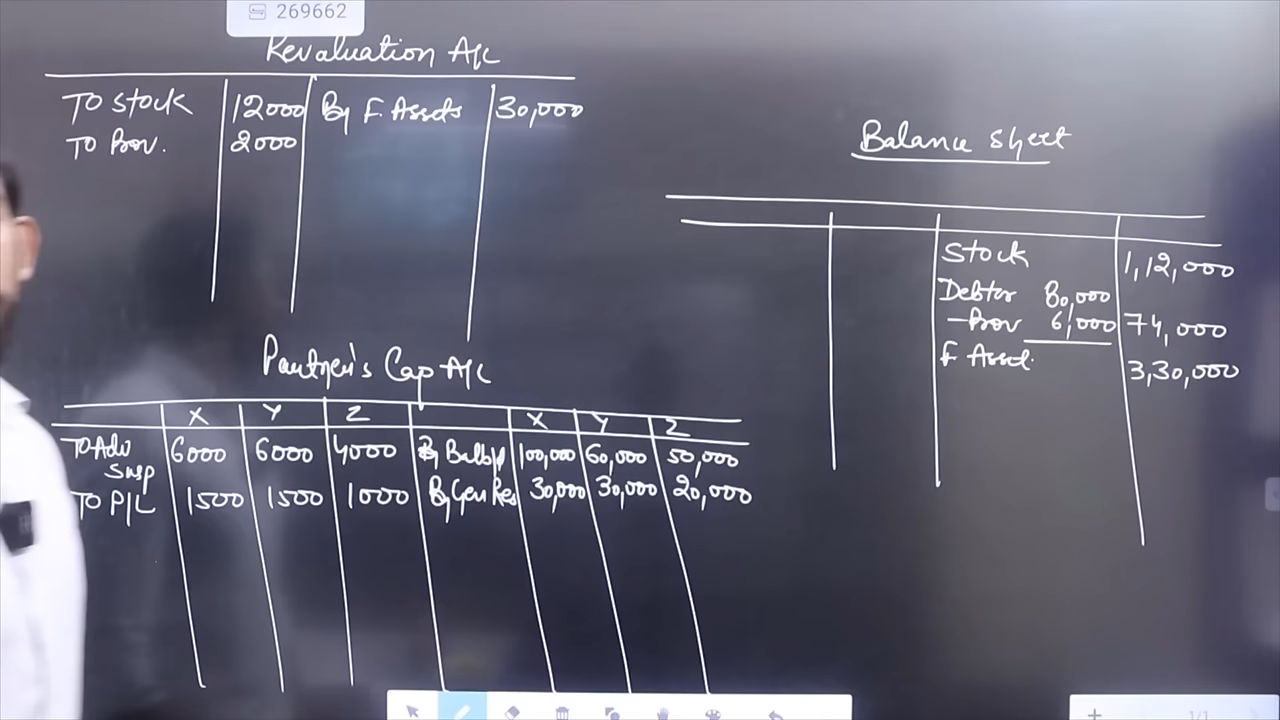 269662
Revaluation A/c
To Stock 12000 By F. Assets 30,000
To Prov. 2000
Balance Sheet
Stock 1,12,000
Debtor 80,000
- Prov 6,000 74,000
F Asset. 3,30,000
Partner's Cap A/c
X Y Z X Y Z
To Adv Susp 6000 6000 4000 By Bal b/d 100,000 60,000 50,000
To P/L 1500 1500 1000 By Gen Res 30,000 30,000 20,000
1/1